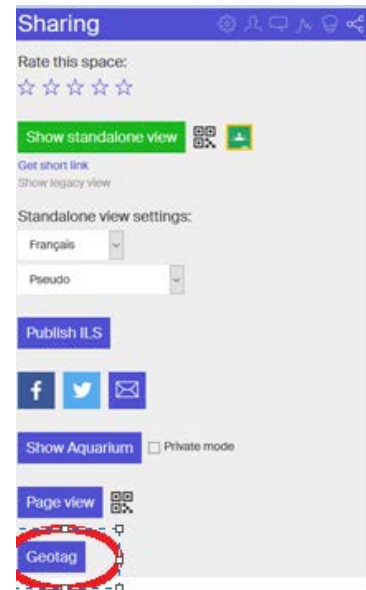 Sharing
Rate this space:
Show standalone view
Get short link
Show legacy view
Standalone view settings:
Français
Pseudo
Publish ILS
f
Show Aquarium Private mode
Page view
Geotag